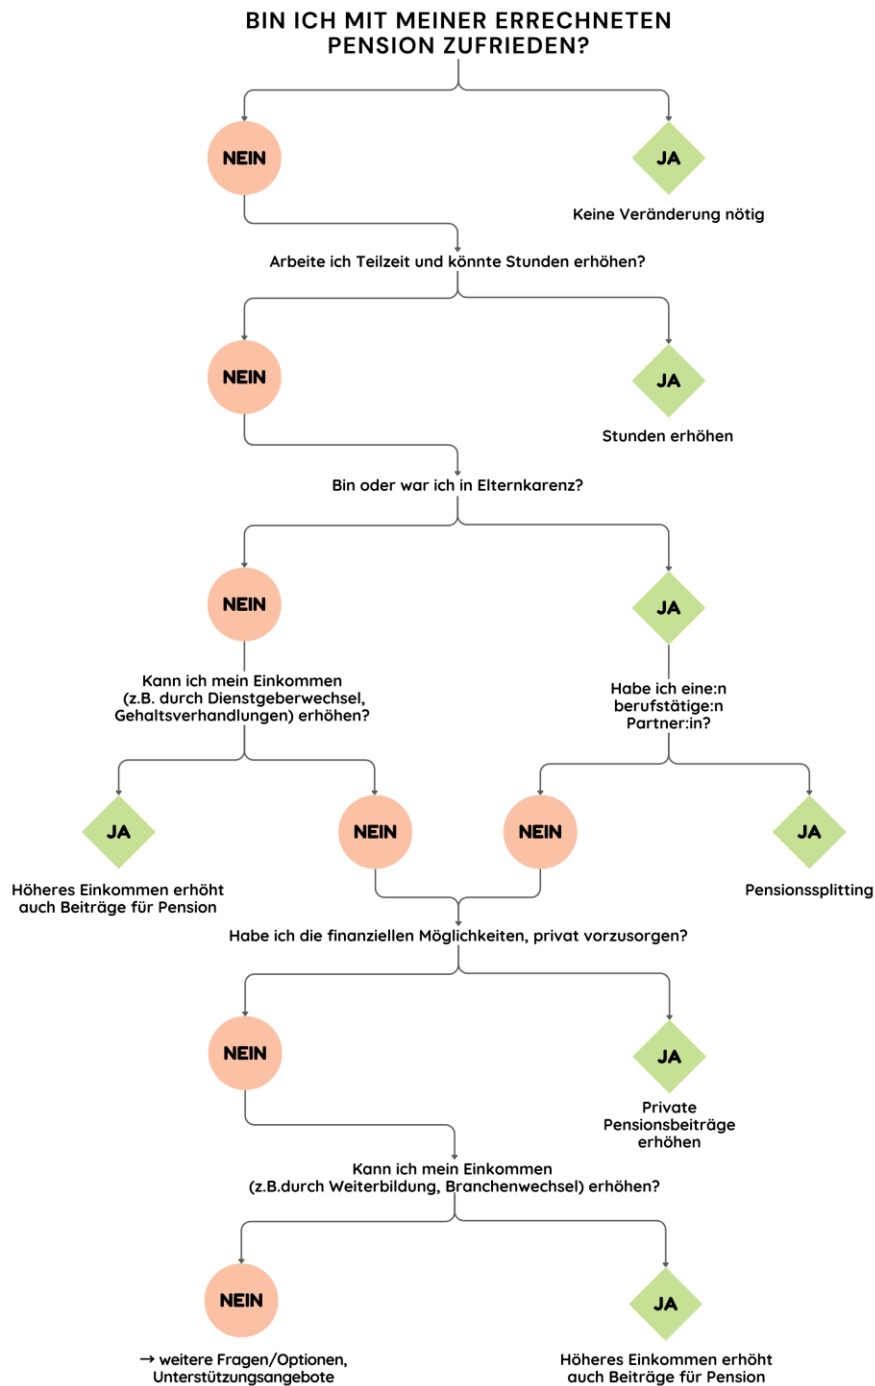 BIN ICH MIT MEINER ERRECHNETEN
PENSION ZUFRIEDEN?
NEIN
JA
Keine Veränderung nötig
Arbeite ich Teilzeit und könnte Stunden erhöhen?
NEIN
JA
Stunden erhöhen
Bin oder war ich in Elternkarenz?
NEIN
JA
Kann ich mein Einkommen
(z.B. durch Dienstgeberwechsel,
Gehaltsverhandlungen) erhöhen?
Habe ich eine:n
berufstätige:n
Partner:in?
JA
NEIN
NEIN
JA
Höheres Einkommen erhöht
auch Beiträge für Pension
Pensionssplitting
Habe ich die finanziellen Möglichkeiten, privat vorzusorgen?
NEIN
JA
Private
Pensionsbeiträge
erhöhen
Kann ich mein Einkommen
(z.B.durch Weiterbildung, Branchenwechsel) erhöhen?
NEIN
JA
→ weitere Fragen/Optionen,
Unterstützungsangebote
Höheres Einkommen erhöht
auch Beiträge für Pension